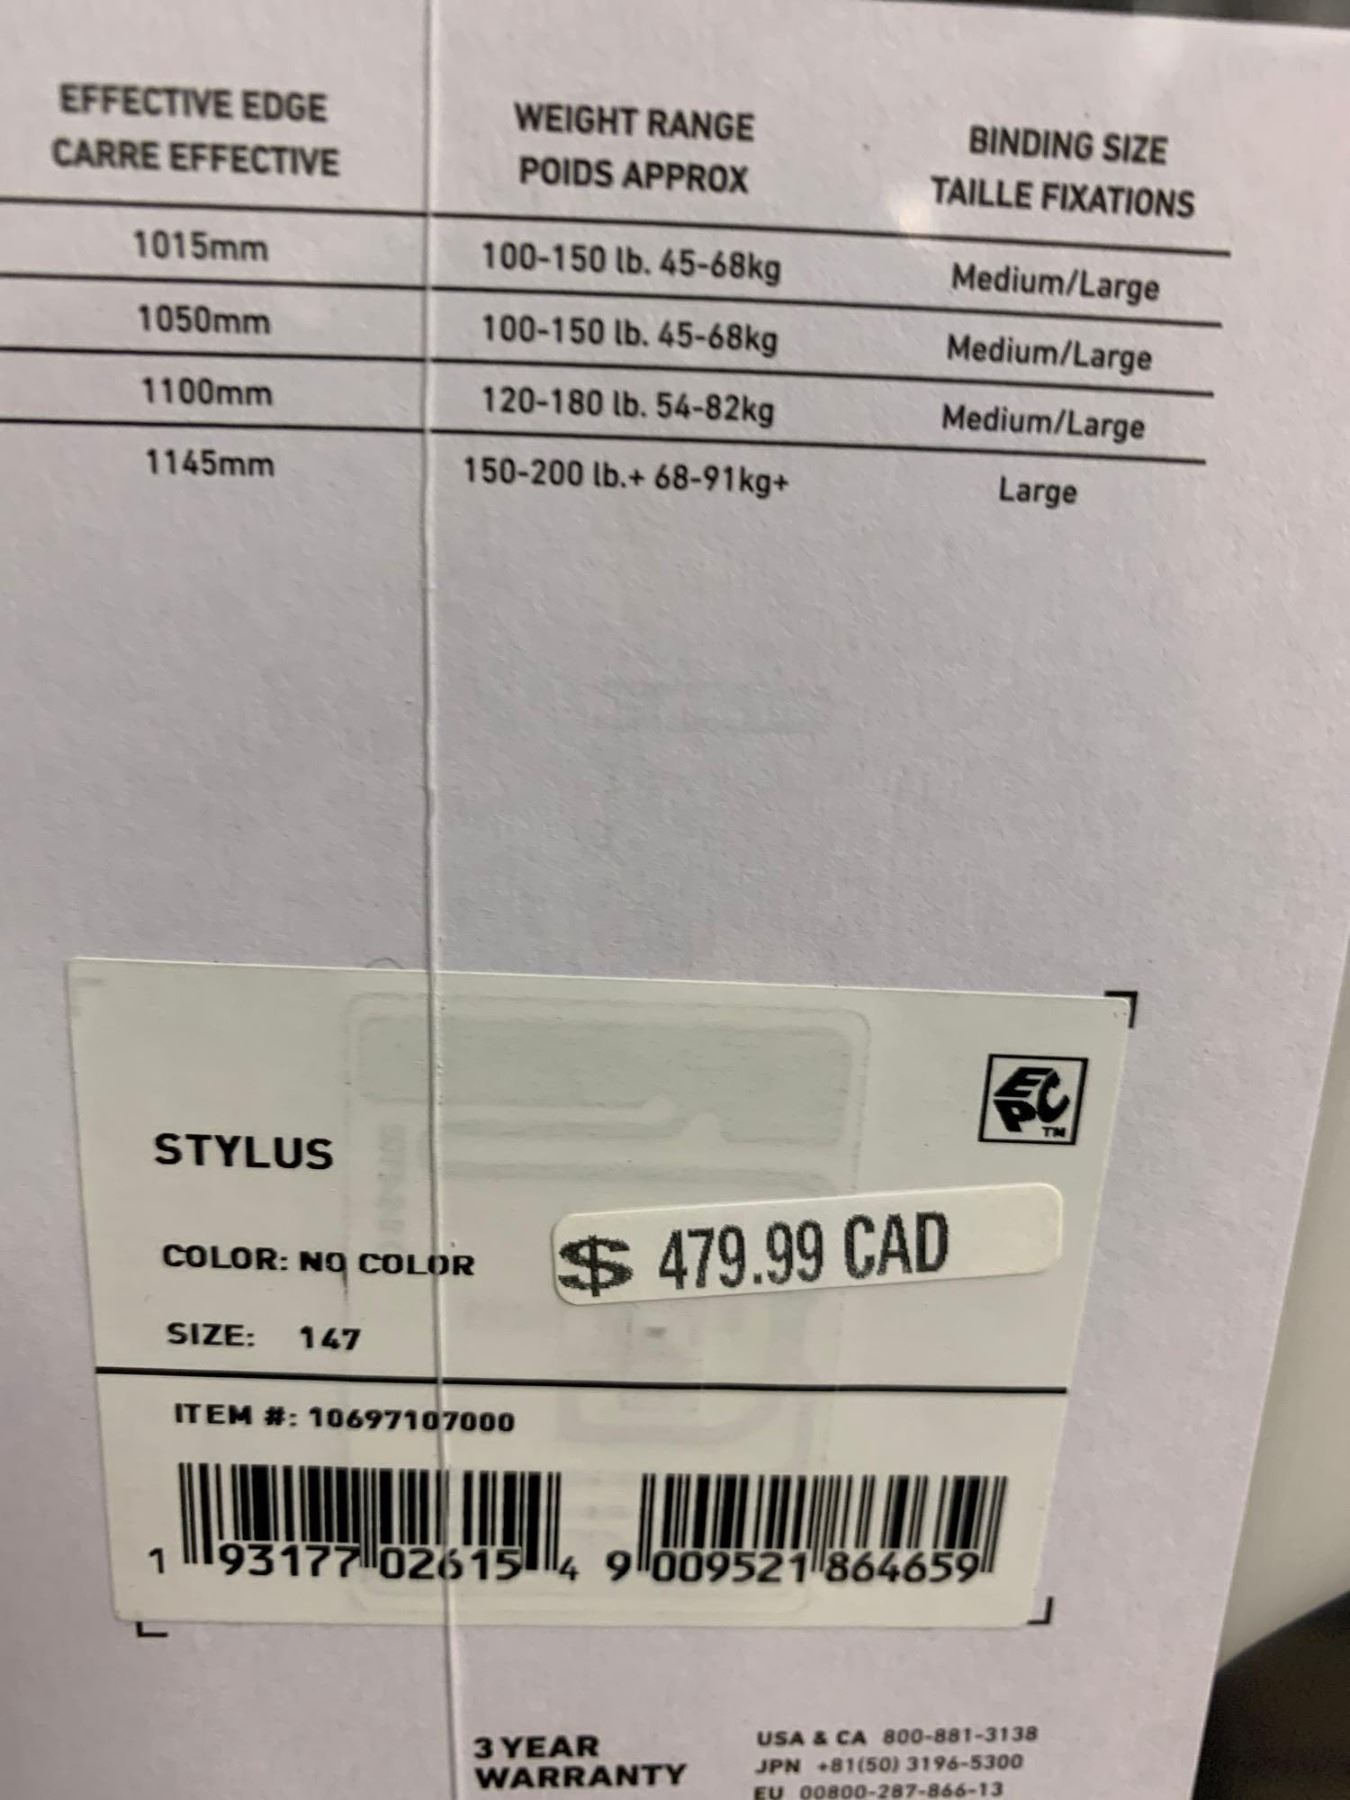 EFFECTIVE EDGE WEIGHT RANGE BINDING SIZE
CARRE EFFECTIVE POIDS APPROX TAILLE FIXATIONS
1015mm 100-150 lb. 45-68kg Medium/Large
1050mm 100-150 lb. 45-68kg Medium/Large
1100mm 120-180 lb. 54-82kg Medium/Large
1145mm 150-200 lb.+ 68-91kg+ Large
EPC TM
STYLUS
$ 479.99 CAD
COLOR: NO COLOR
SIZE: 147
ITEM #: 10697107000
1 93177 02615 4 9 009521 864659
3 YEAR
WARRANTY
USA & CA 800-881-3138
JPN +81(50) 3196-5300
EU 00800-287-866-13